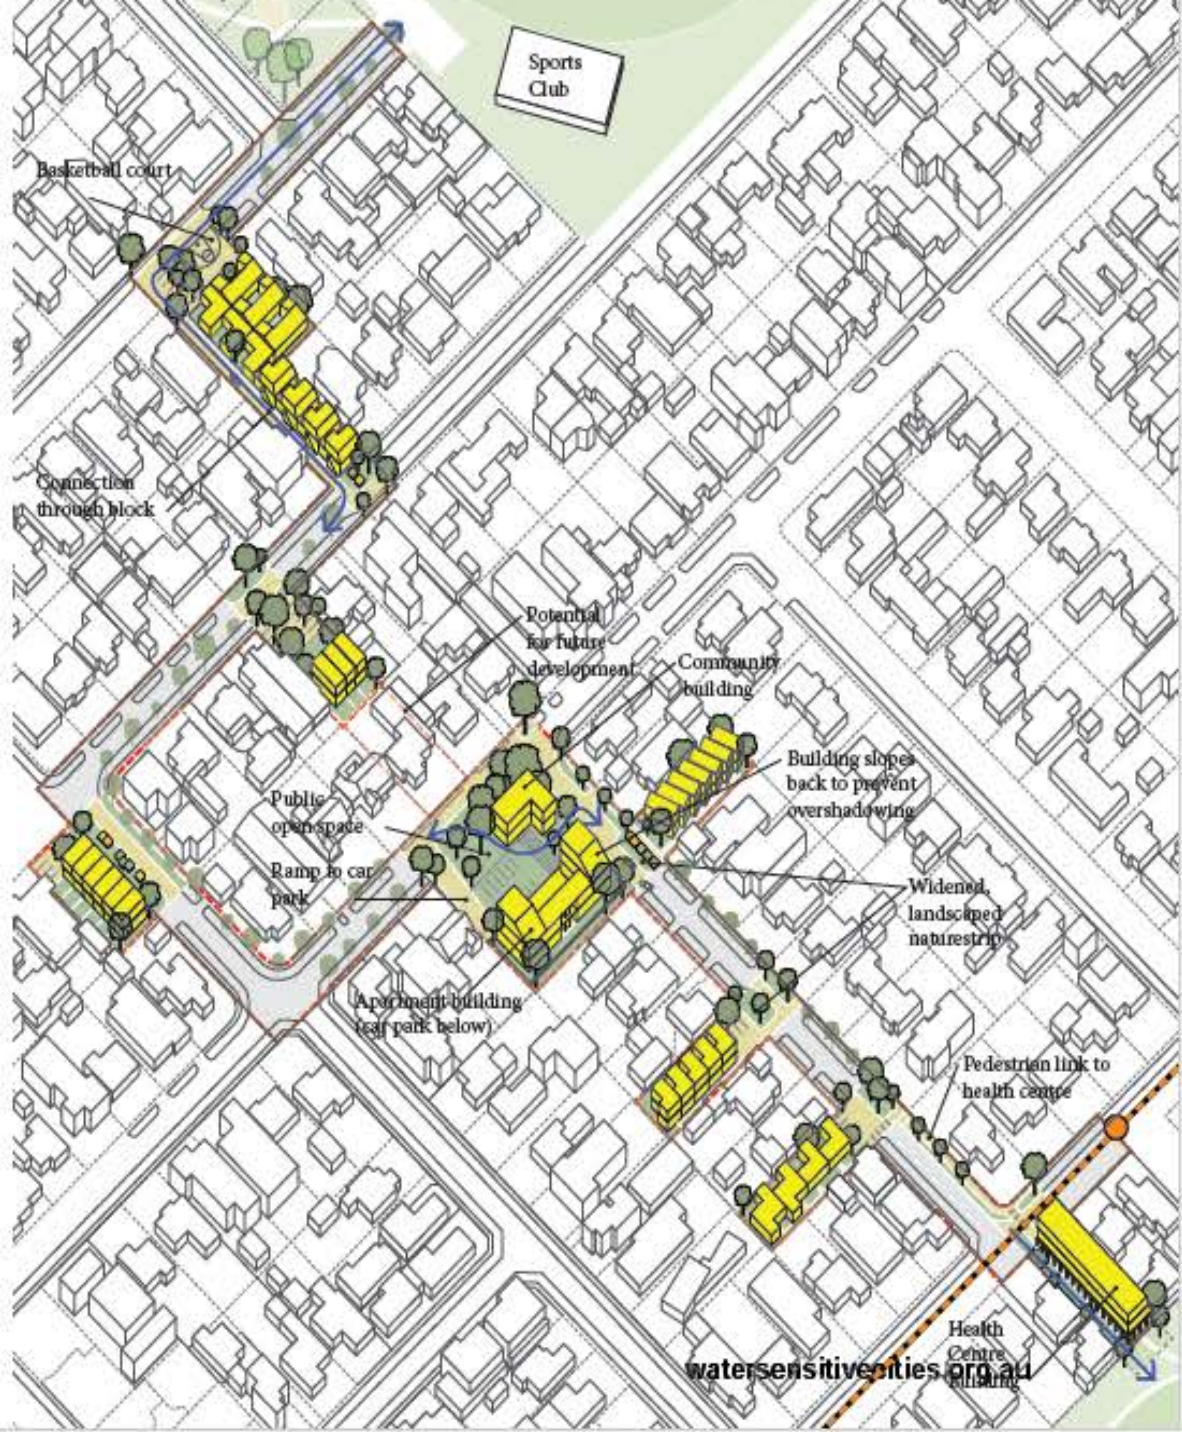 Sports
Club
Basketball court
Connection
through block
Potential
for future
development
Community
building
Building slopes
back to prevent
overshadowing
Public
open space
Ramp to car
park
Widened,
landscaped
naturestrip
Apartment building
(car park below)
Pedestrian link to
health centre
Health
Centre
Building
watersensitivecities.org.au